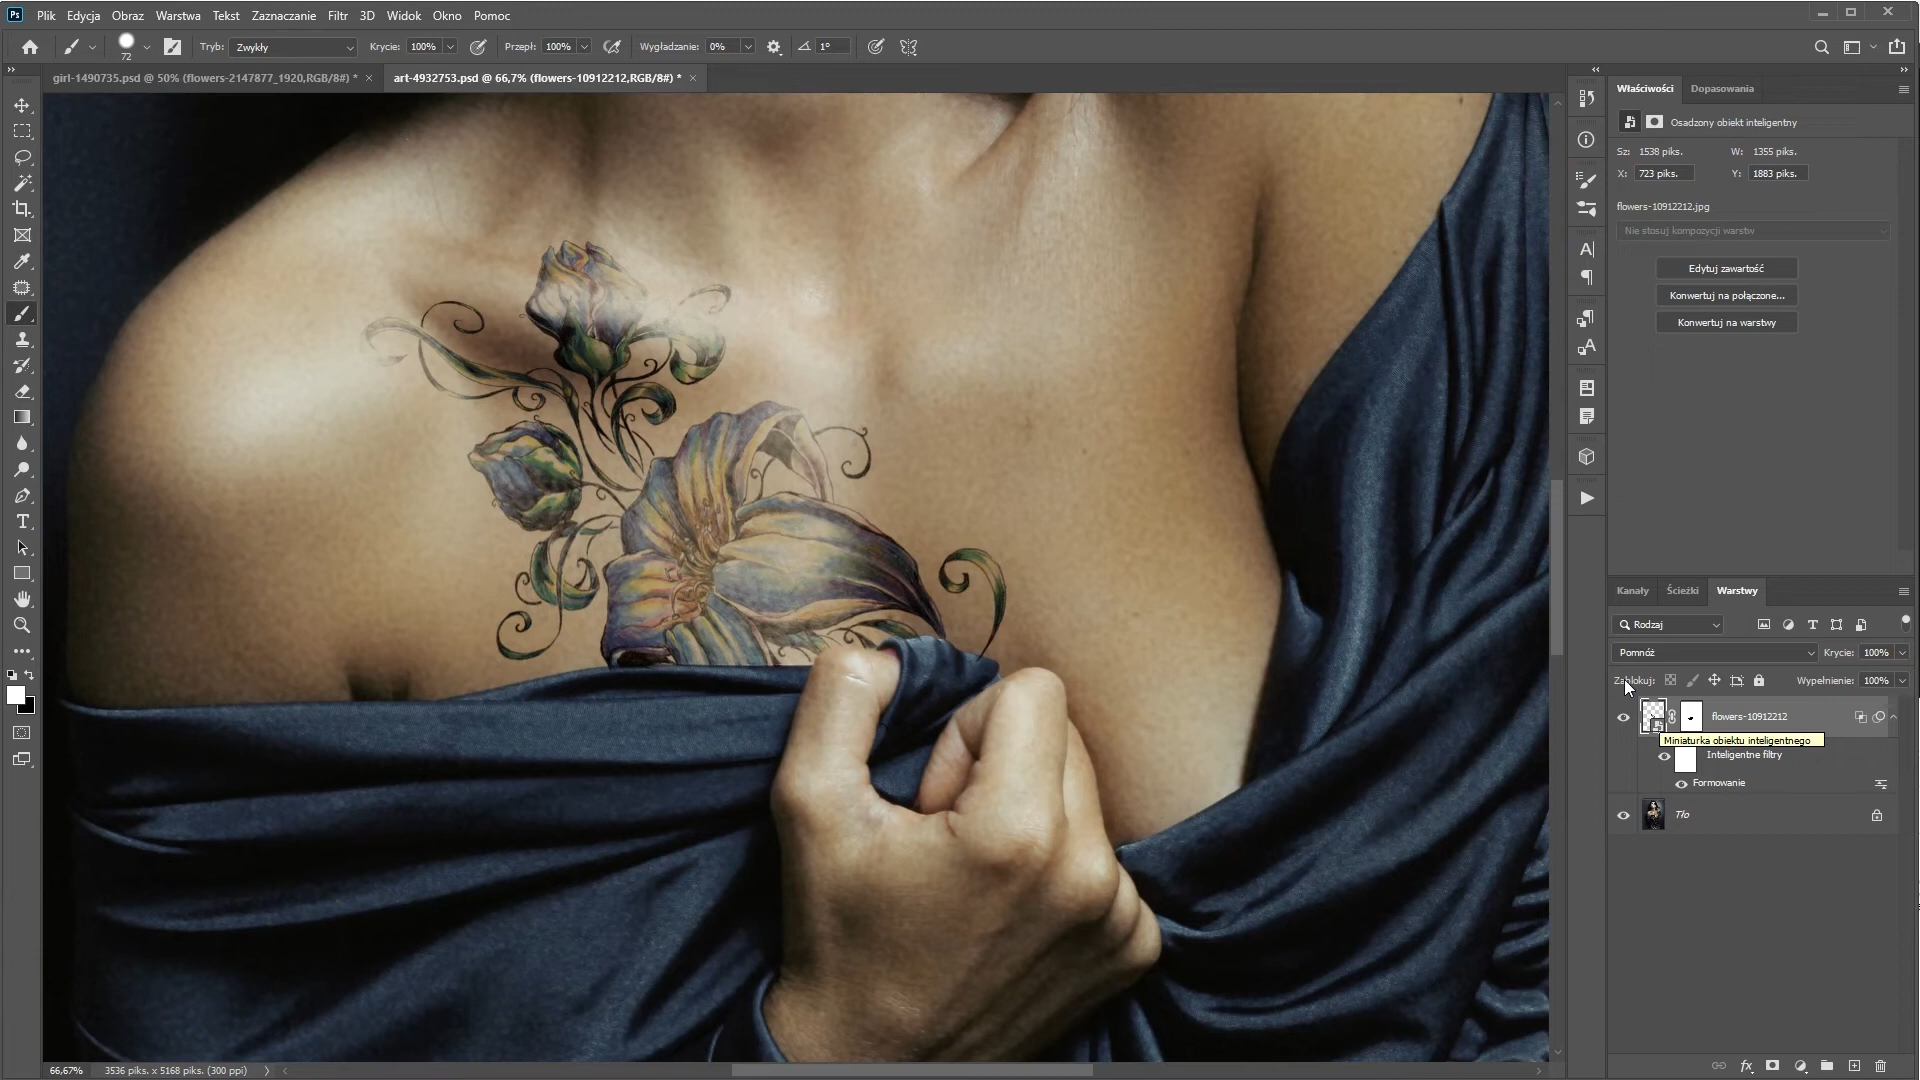 Ps Plik Edycja Obraz Warstwa Tekst Zaznaczanie Filtr 3D Widok Okno Pomoc
72 Tryb: Zwykły Krycie: 100% Przepł: 100% Wygładzanie: 0% 1°
girl-1490735.psd @ 50% (flowers-2147877_1920,RGB/8#) * × art-4932753.psd @ 66,7% (flowers-10912212,RGB/8#) * ×
Właściwości Dopasowania
Osadzony obiekt inteligentny
Sz: 1538 piks. W: 1355 piks.
X: 723 piks. Y: 1883 piks.
flowers-10912212.jpg
Nie stosuj kompozycji warstw
Edytuj zawartość
Konwertuj na połączone...
Konwertuj na warstwy
Kanały Ścieżki Warstwy
Rodzaj
Pomnóż Krycie: 100%
Zablokuj: Wypełnienie: 100%
flowers-10912212
Miniaturka obiektu inteligentnego
Inteligentne filtry
Formowanie
Tło
66,67% 3536 piks. x 5168 piks. (300 ppi)